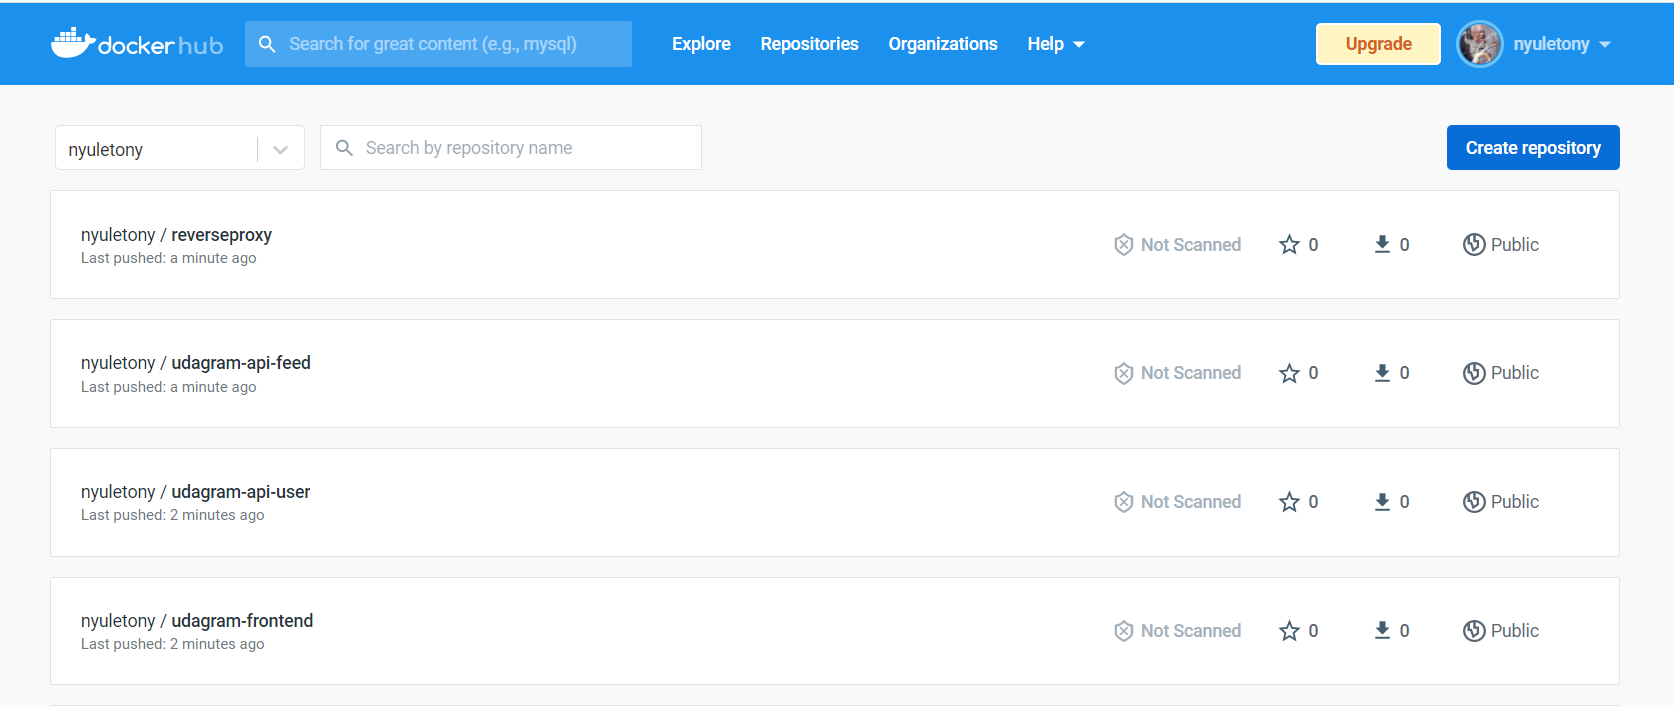 docker hub Search for great content (e.g., mysql) Explore Repositories Organizations Help Upgrade nyuletony
nyuletony Search by repository name Create repository
nyuletony / reverseproxy
Last pushed: a minute ago
Not Scanned 0 0 Public
nyuletony / udagram-api-feed
Last pushed: a minute ago
Not Scanned 0 0 Public
nyuletony / udagram-api-user
Last pushed: 2 minutes ago
Not Scanned 0 0 Public
nyuletony / udagram-frontend
Last pushed: 2 minutes ago
Not Scanned 0 0 Public